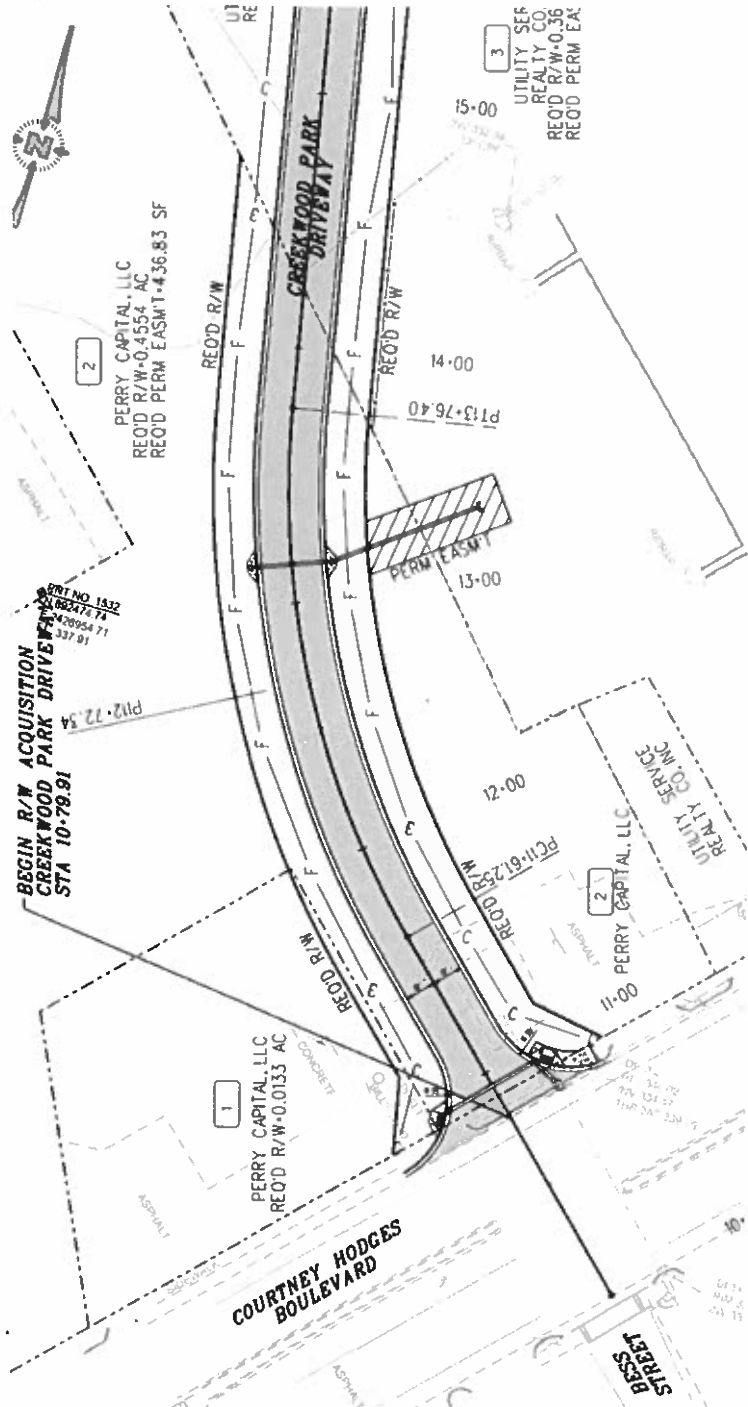 N
REQ'D R/W
2
PERRY CAPITAL, LLC
REQ'D R/W=0.4554 AC
REQ'D PERM EASM'T=436.83 SF
CREEKWOOD PARK
DRIVEWAY
3
REALTY CO
REQ'D R/W=0.36
REQ'D PERM
15+00
C
F
F
F
F
REQ'D R/W
14+00
PT13+76.40
ASPHALT
PERM EASM'T
13+00
BEGIN R/W ACQUISITION
CREEKWOOD PARK DRIVEWAY
STA 10+79.91
PNT NO. 1532
337.91
PI12+72.34
F
F
F
F
12+00
PC11+61.25
REQ'D R/W
UTILITY SERVICE
REALTY CO, INC
2
PERRY CAPITAL, LLC
ASPHALT
11+00
REQ'D R/W
C
C
CONCRETE
1
PERRY CAPITAL, LLC
REQ'D R/W=0.0133 AC
ASPHALT
COURTNEY HODGES
BOULEVARD
BESS
STREET
ASPHALT